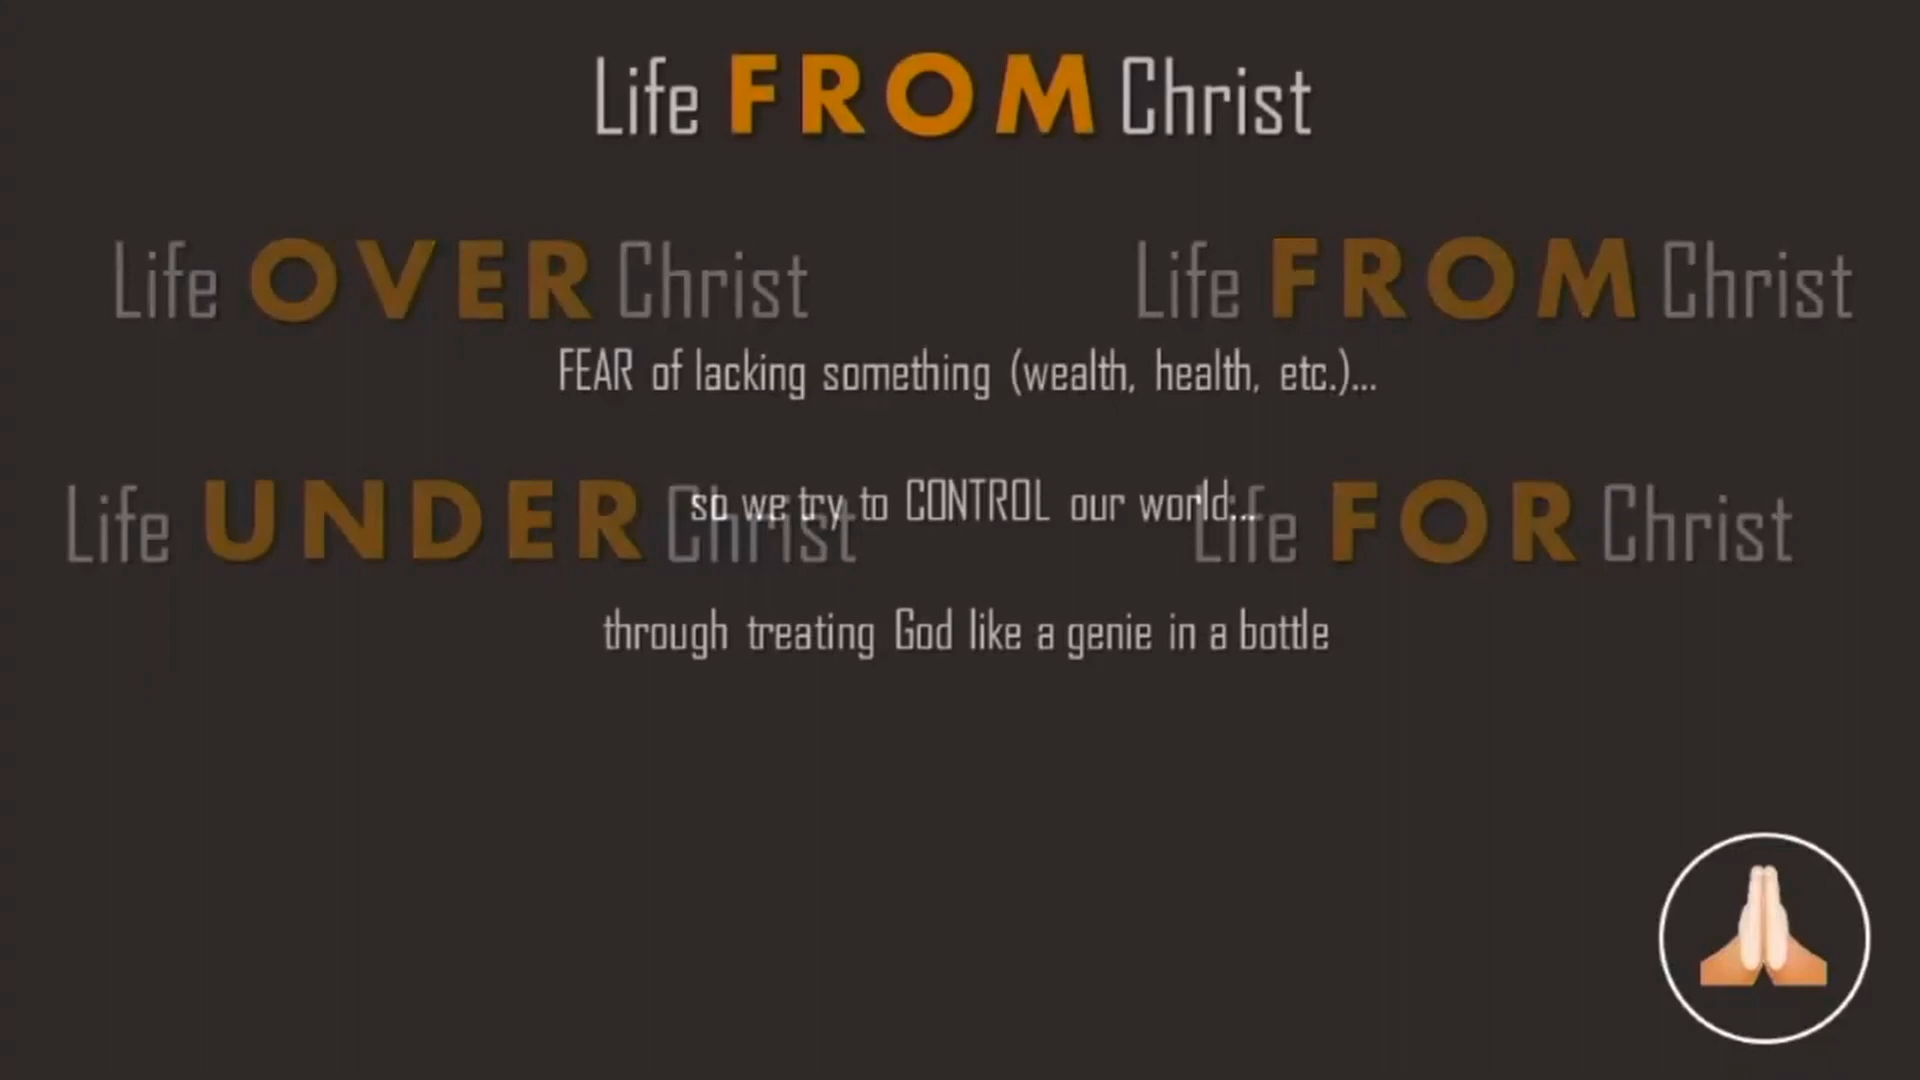 Life FROM Christ
Life OVER Christ
Life FROM Christ
FEAR of lacking something (wealth, health, etc.)...
Life UNDER Christ
so we try to CONTROL our world...
Life FOR Christ
through treating God like a genie in a bottle